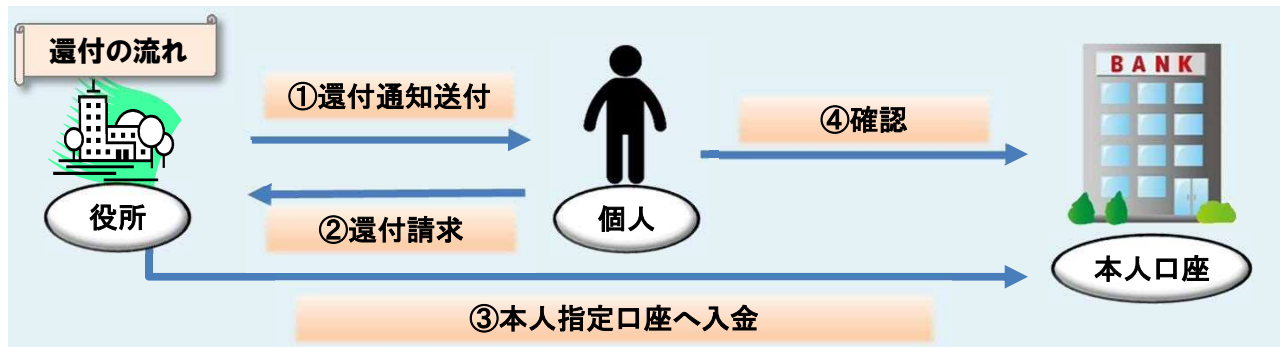 還付の流れ
①還付通知送付
④確認
BANK
役所
②還付請求
個人
本人口座
③本人指定口座へ入金